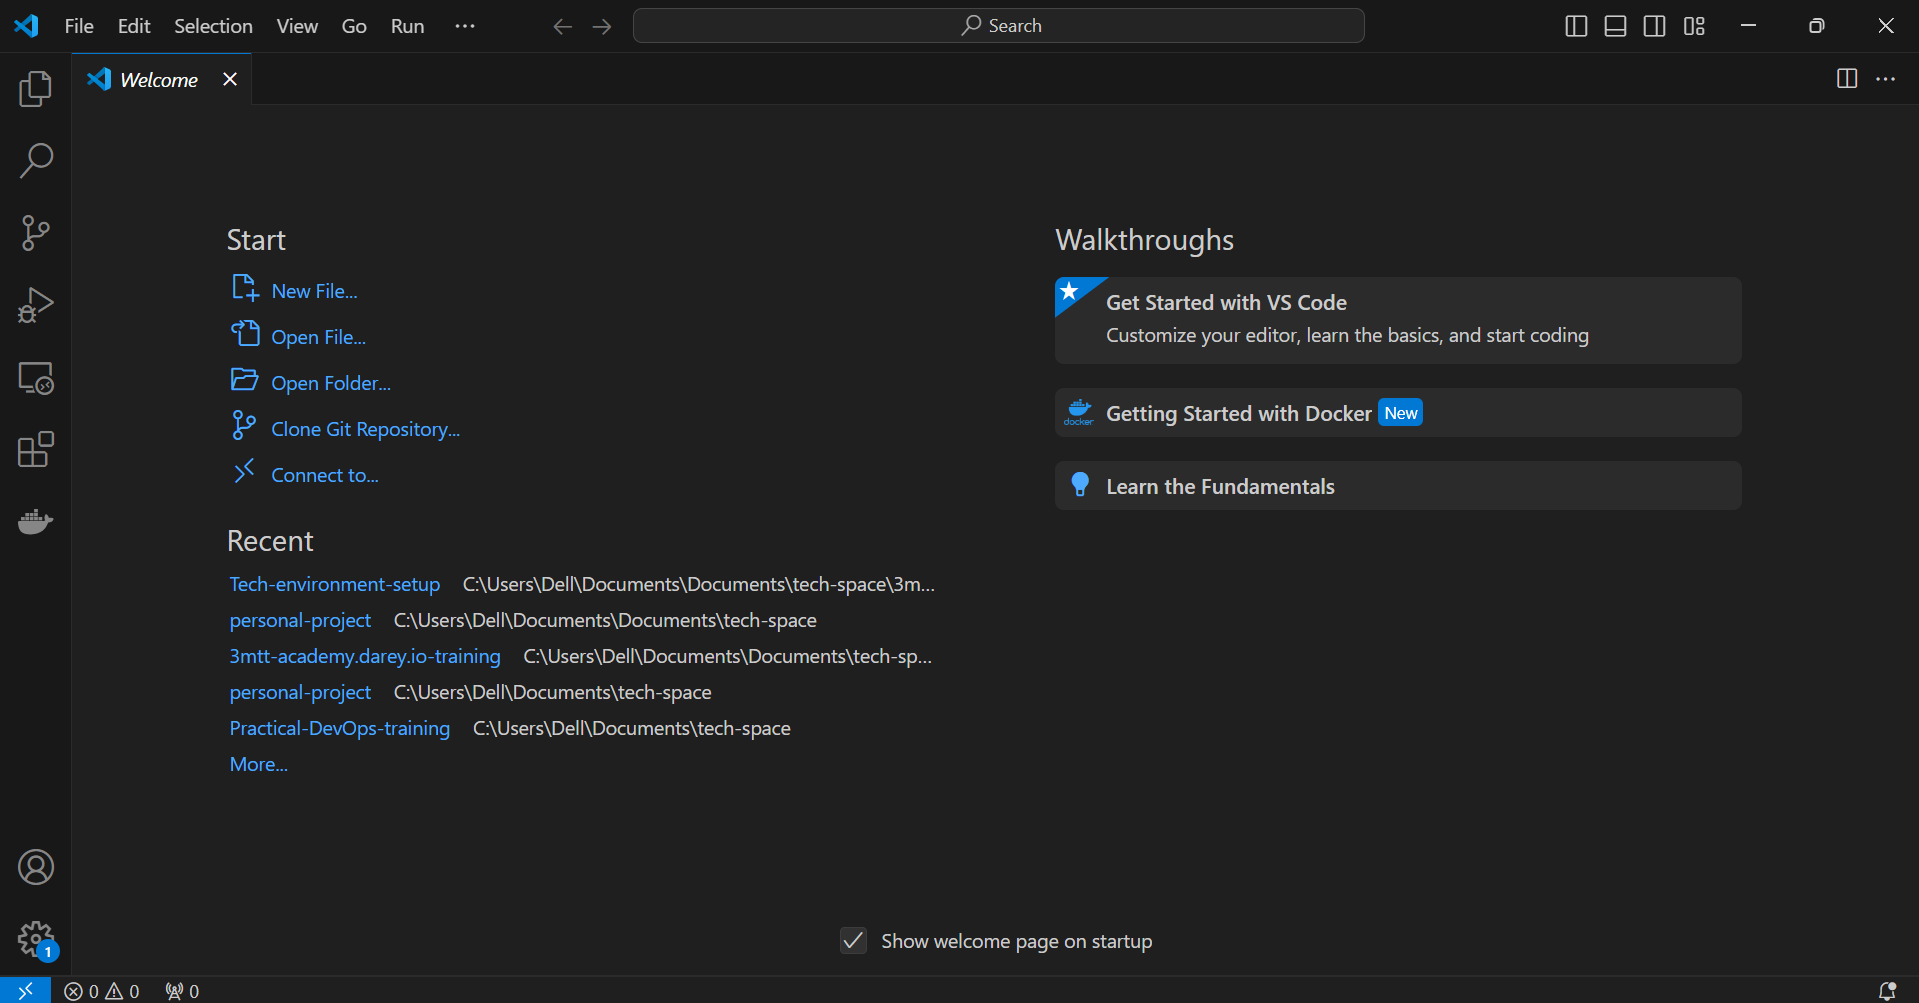 File Edit Selection View Go Run ··· Search
Welcome
Start
New File...
Open File...
Open Folder...
Clone Git Repository...
Connect to...
Recent
Tech-environment-setup C:\Users\Dell\Documents\Documents\tech-space\3m...
personal-project C:\Users\Dell\Documents\Documents\tech-space
3mtt-academy.darey.io-training C:\Users\Dell\Documents\Documents\tech-sp...
personal-project C:\Users\Dell\Documents\tech-space
Practical-DevOps-training C:\Users\Dell\Documents\tech-space
More...
Walkthroughs
Get Started with VS Code
Customize your editor, learn the basics, and start coding
docker Getting Started with Docker New
Learn the Fundamentals
Show welcome page on startup
1
0 0 0